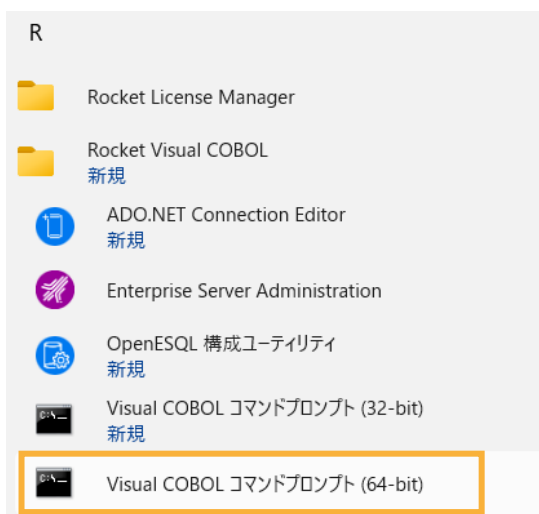 R
Rocket License Manager
Rocket Visual COBOL
新規
ADO.NET Connection Editor
新規
Enterprise Server Administration
OpenESQL 構成ユーティリティ
新規
Visual COBOL コマンドプロンプト (32-bit)
新規
Visual COBOL コマンドプロンプト (64-bit)